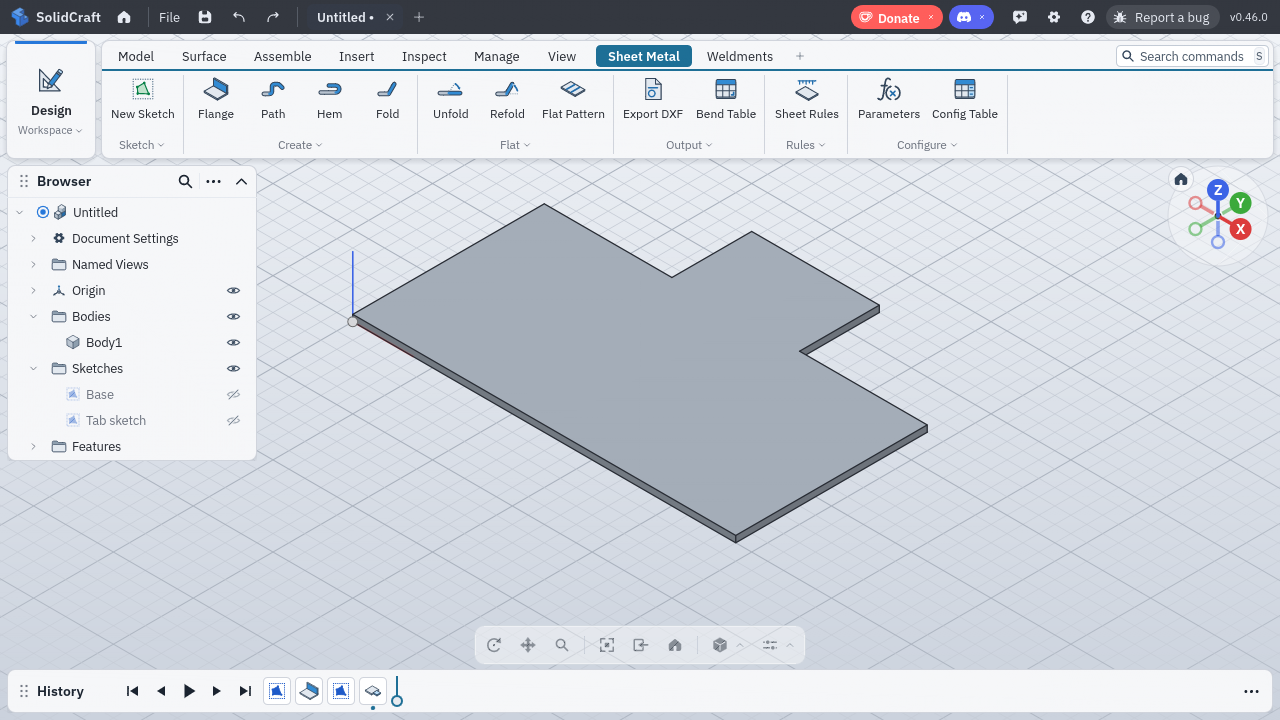 SolidCraft
File
Untitled •
Donate
Report a bug
v0.46.0
Design
Workspace
Model
Surface
Assemble
Insert
Inspect
Manage
View
Sheet Metal
Weldments
Search commands
S
New Sketch
Flange
Path
Hem
Fold
Unfold
Refold
Flat Pattern
Export DXF
Bend Table
Sheet Rules
Parameters
Config Table
Sketch
Create
Flat
Output
Rules
Configure
Browser
Untitled
Document Settings
Named Views
Origin
Bodies
Body1
Sketches
Base
Tab sketch
Features
Z
Y
X
History